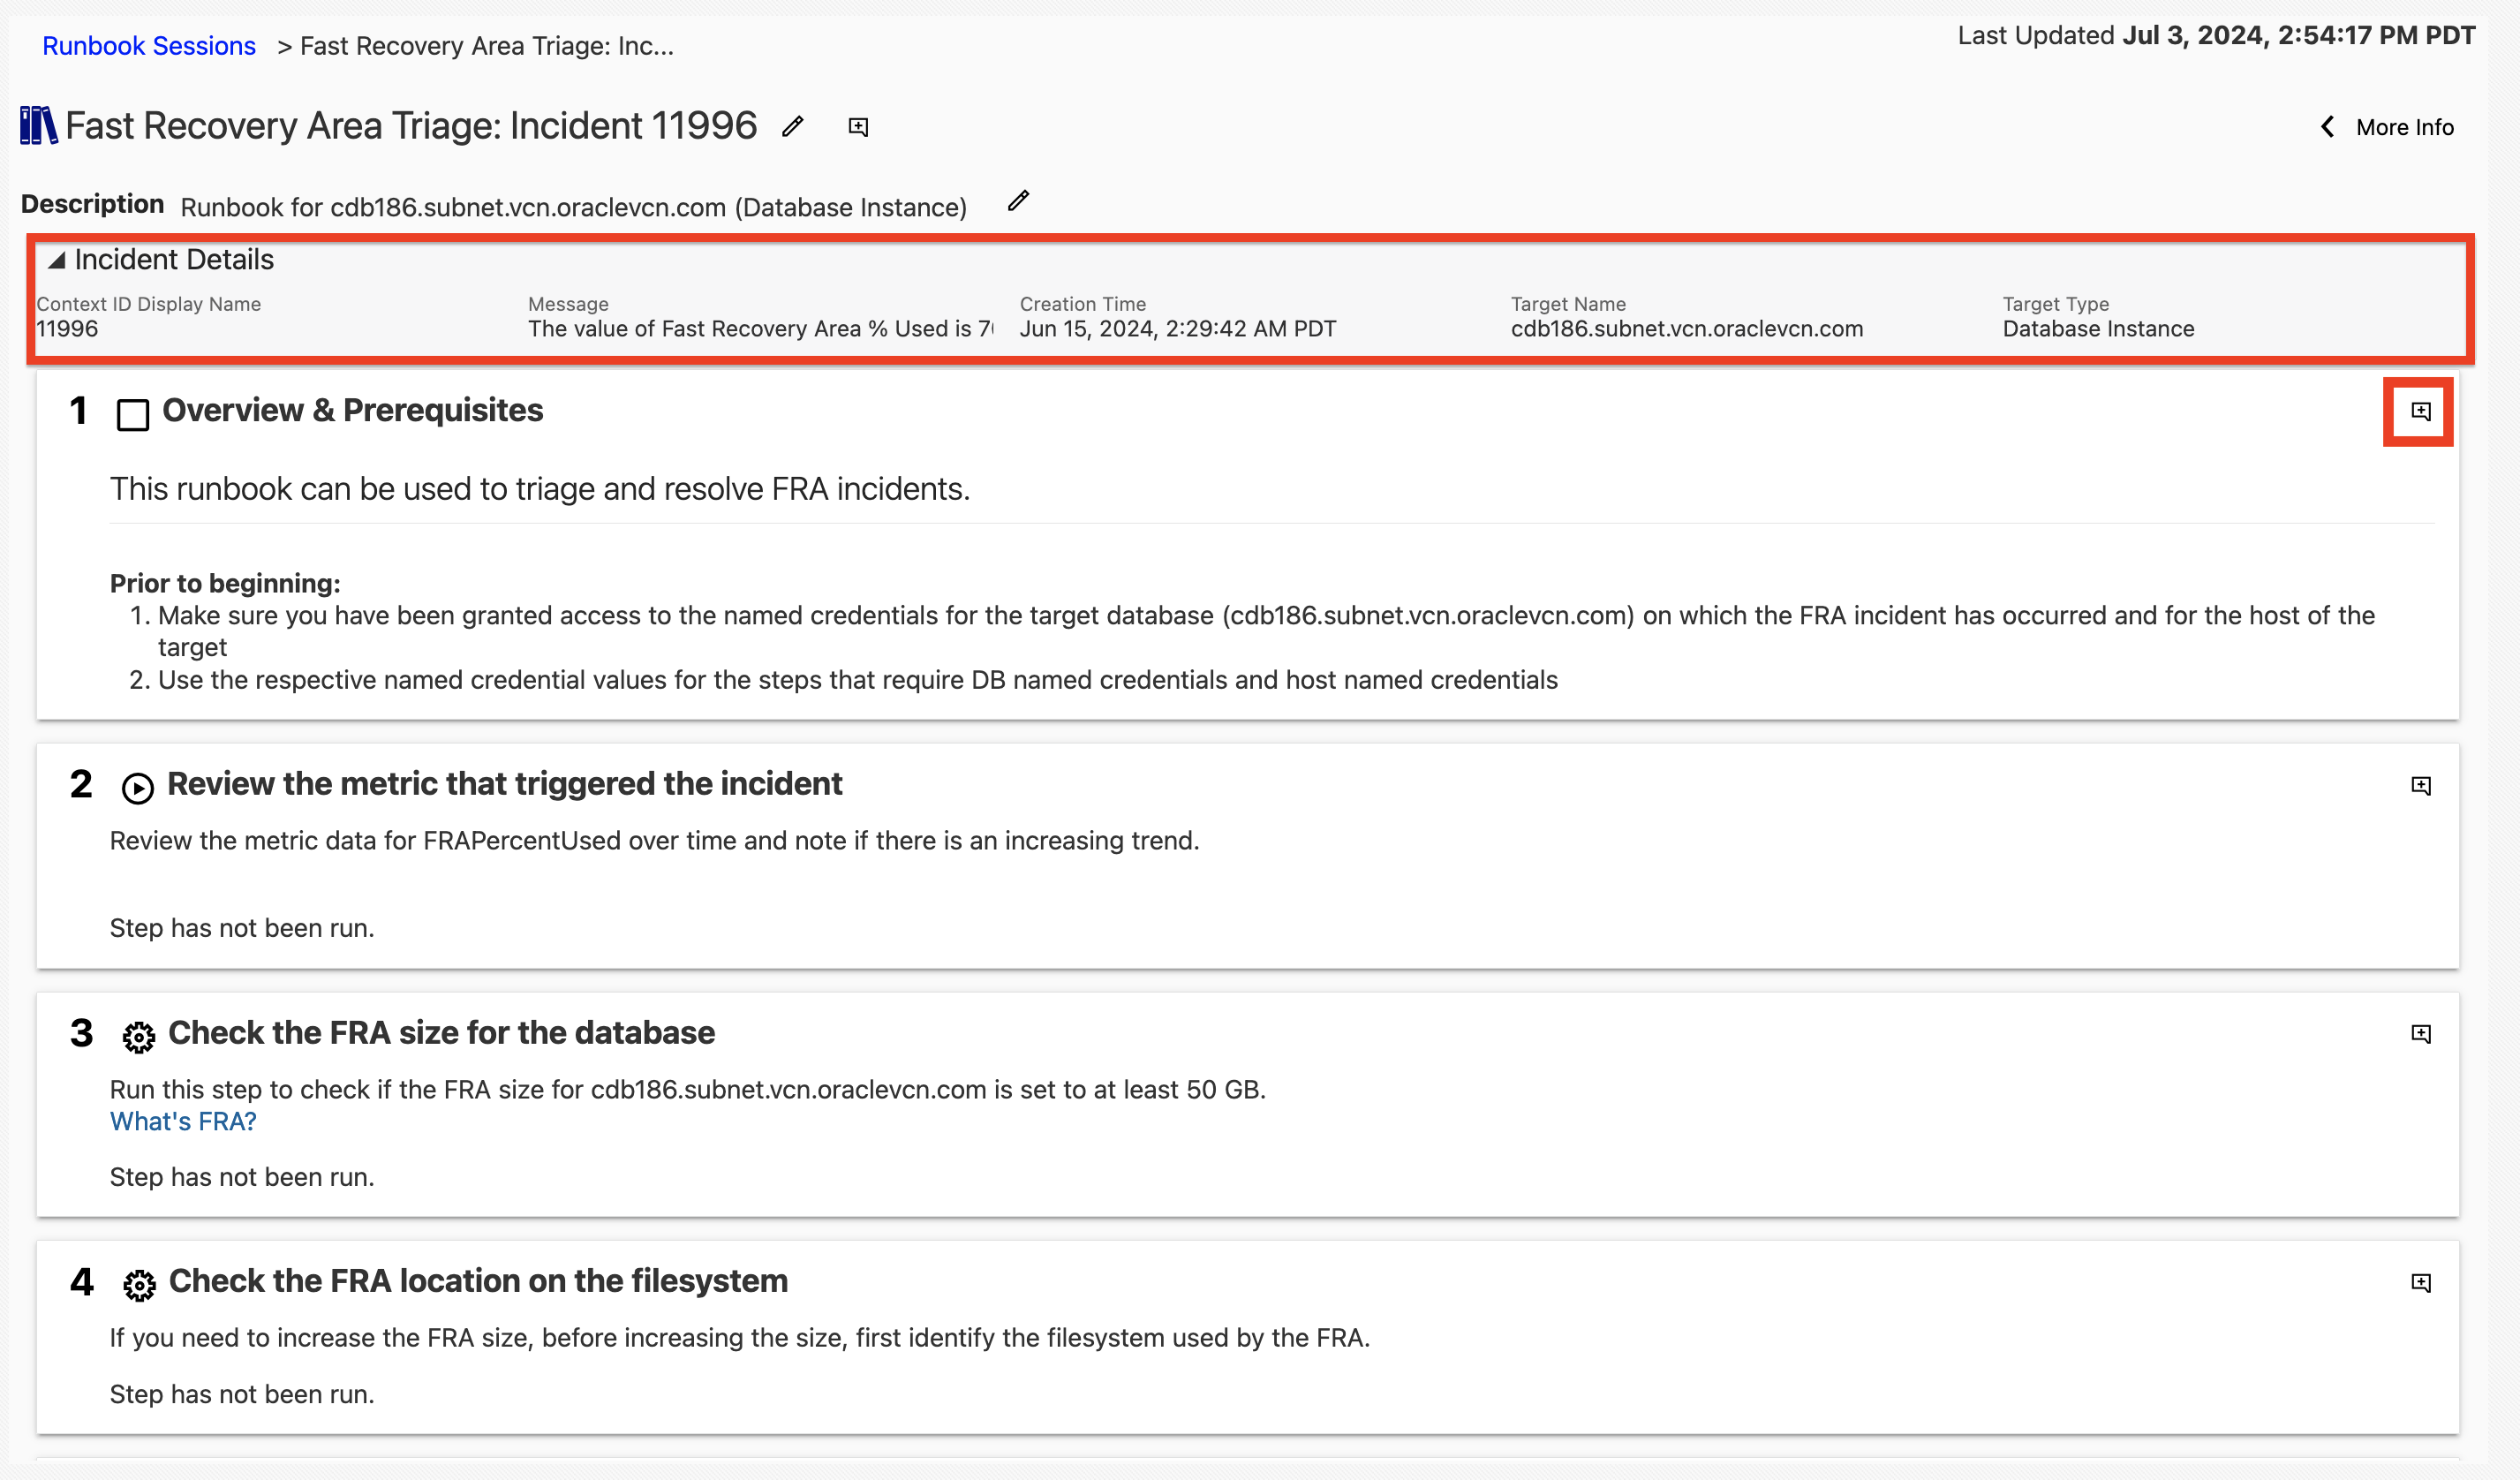 Runbook Sessions > Fast Recovery Area Triage: Inc...
Last Updated Jul 3, 2024, 2:54:17 PM PDT
Fast Recovery Area Triage: Incident 11996
More Info
Description Runbook for cdb186.subnet.vcn.oraclevcn.com (Database Instance)
Incident Details
Context ID Display Name
11996
Message
The value of Fast Recovery Area % Used is
Creation Time
Jun 15, 2024, 2:29:42 AM PDT
Target Name
cdb186.subnet.vcn.oraclevcn.com
Target Type
Database Instance
1 Overview & Prerequisites
This runbook can be used to triage and resolve FRA incidents.
Prior to beginning:
1. Make sure you have been granted access to the named credentials for the target database (cdb186.subnet.vcn.oraclevcn.com) on which the FRA incident has occurred and for the host of the
target
2. Use the respective named credential values for the steps that require DB named credentials and host named credentials
2 Review the metric that triggered the incident
Review the metric data for FRAPercentUsed over time and note if there is an increasing trend.
Step has not been run.
3 Check the FRA size for the database
Run this step to check if the FRA size for cdb186.subnet.vcn.oraclevcn.com is set to at least 50 GB.
What's FRA?
Step has not been run.
4 Check the FRA location on the filesystem
If you need to increase the FRA size, before increasing the size, first identify the filesystem used by the FRA.
Step has not been run.